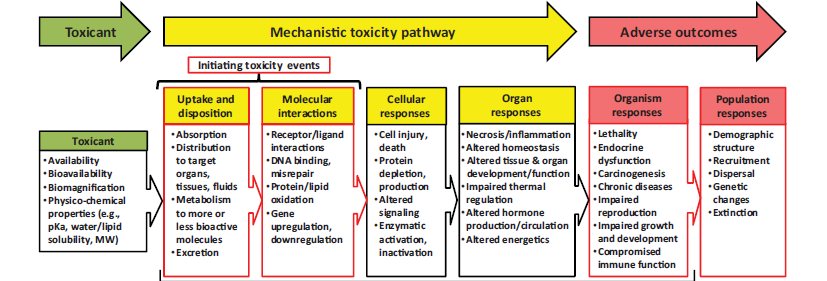 Toxicant
Mechanistic toxicity pathway
Adverse outcomes
Initiating toxicity events
Toxicant
•Availability
•Bioavailability
•Biomagnification
•Physico-chemical
properties (e.g.,
pKa, water/lipid
solubility, MW)
Uptake and
disposition
•Absorption
•Distribution
to target
organs,
tissues, fluids
•Metabolism
to more or
less bioactive
molecules
•Excretion
Molecular
interactions
•Receptor/ligand
interactions
•DNA binding,
misrepair
•Protein/lipid
oxidation
•Gene
upregulation,
downregulation
Cellular
responses
•Cell injury,
death
•Protein
depletion,
production
•Altered
signaling
•Enzymatic
activation,
inactivation
Organ
responses
•Necrosis/inflammation
•Altered homeostasis
•Altered tissue & organ
development/function
•Impaired thermal
regulation
•Altered hormone
production/circulation
•Altered energetics
Organism
responses
•Lethality
•Endocrine
dysfunction
•Carcinogenesis
•Chronic diseases
•Impaired
reproduction
•Impaired growth
and development
•Compromised
immune function
Population
responses
•Demographic
structure
•Recruitment
•Dispersal
•Genetic
changes
•Extinction